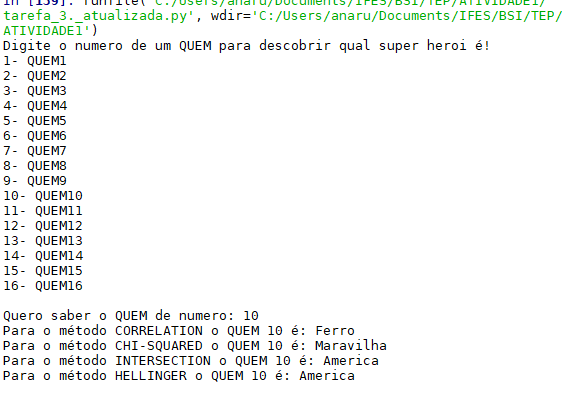 In [159]: runfile('C:/Users/anaru/Documents/IFES/BSI/TEP/ATIVIDADE1/
tarefa_3._atualizada.py', wdir='C:/Users/anaru/Documents/IFES/BSI/TEP/
ATIVIDADE1')
Digite o numero de um QUEM para descobrir qual super heroi é!
1- QUEM1
2- QUEM2
3- QUEM3
4- QUEM4
5- QUEM5
6- QUEM6
7- QUEM7
8- QUEM8
9- QUEM9
10- QUEM10
11- QUEM11
12- QUEM12
13- QUEM13
14- QUEM14
15- QUEM15
16- QUEM16
Quero saber o QUEM de numero: 10
Para o método CORRELATION o QUEM 10 é: Ferro
Para o método CHI-SQUARED o QUEM 10 é: Maravilha
Para o método INTERSECTION o QUEM 10 é: America
Para o método HELLINGER o QUEM 10 é: America